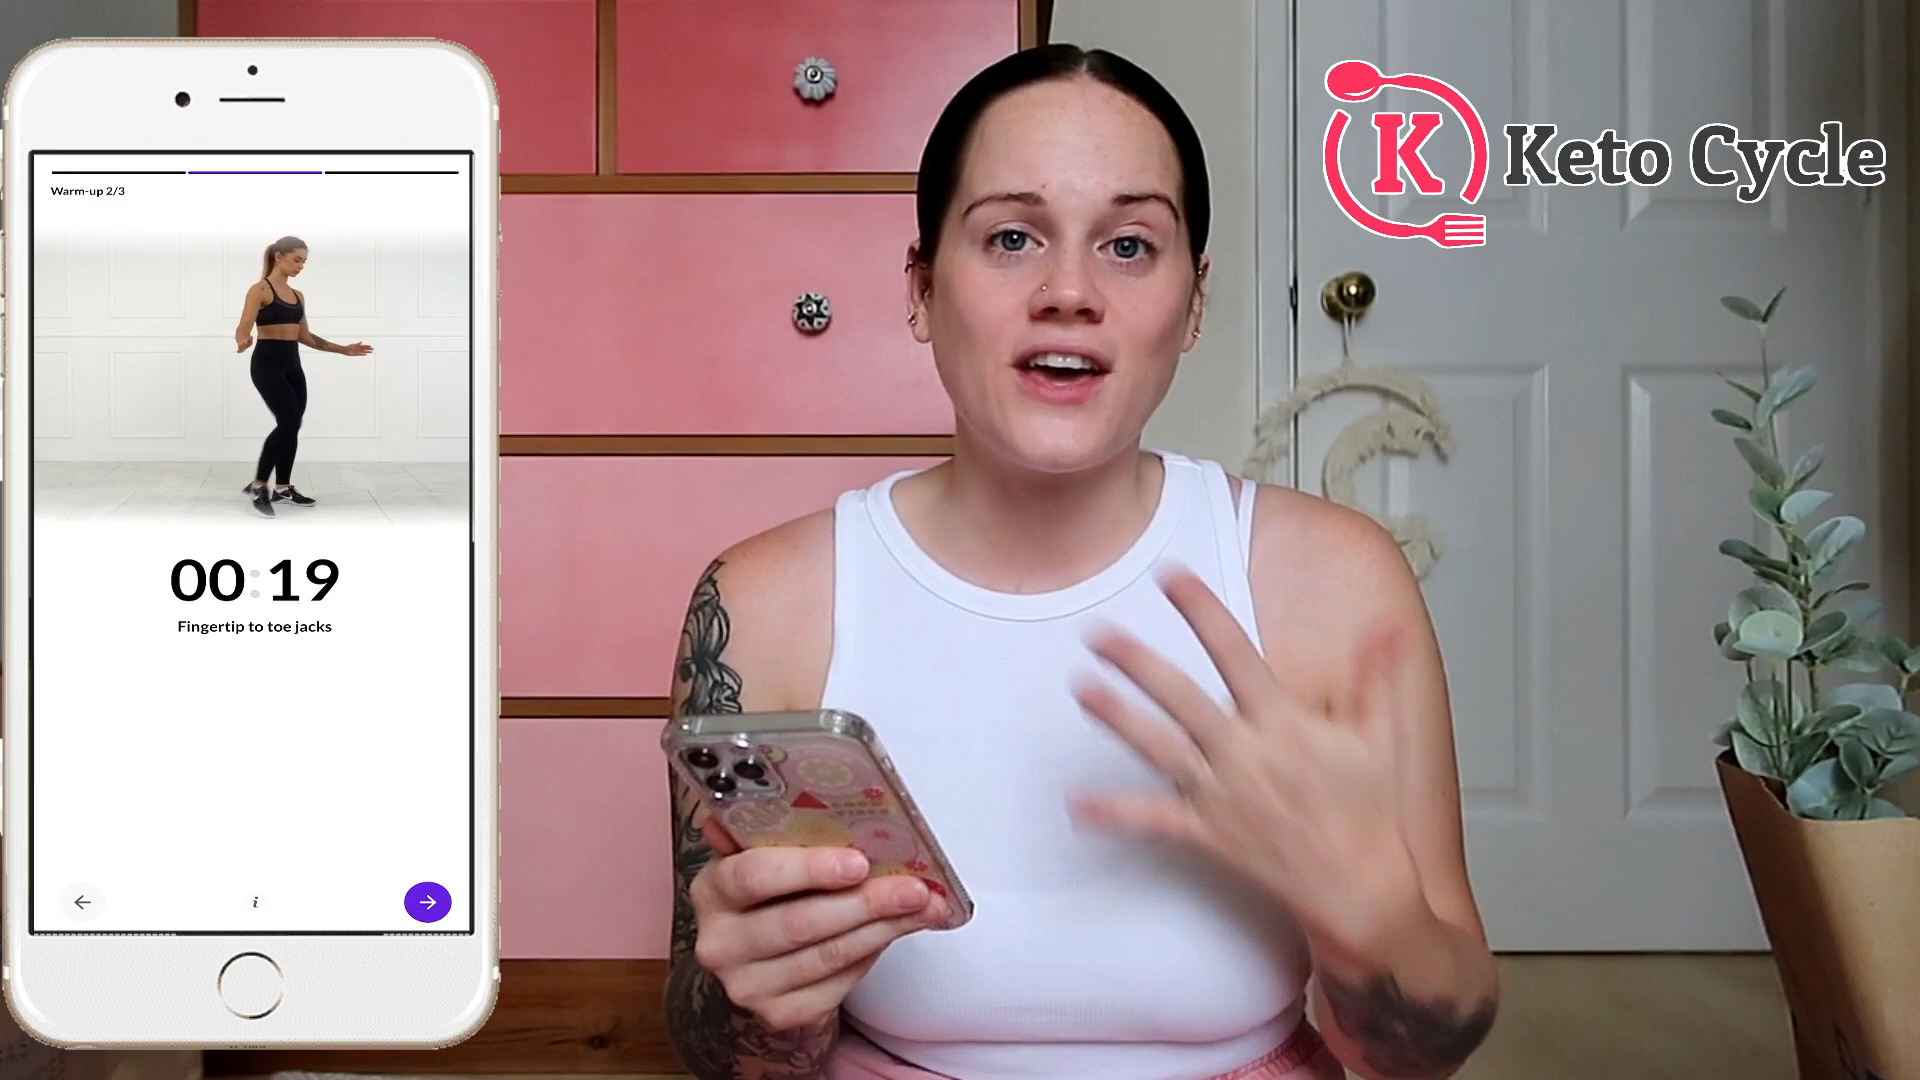 Warm-up 2/3
00:19
Fingertip to toe jacks
i
K Keto Cycle